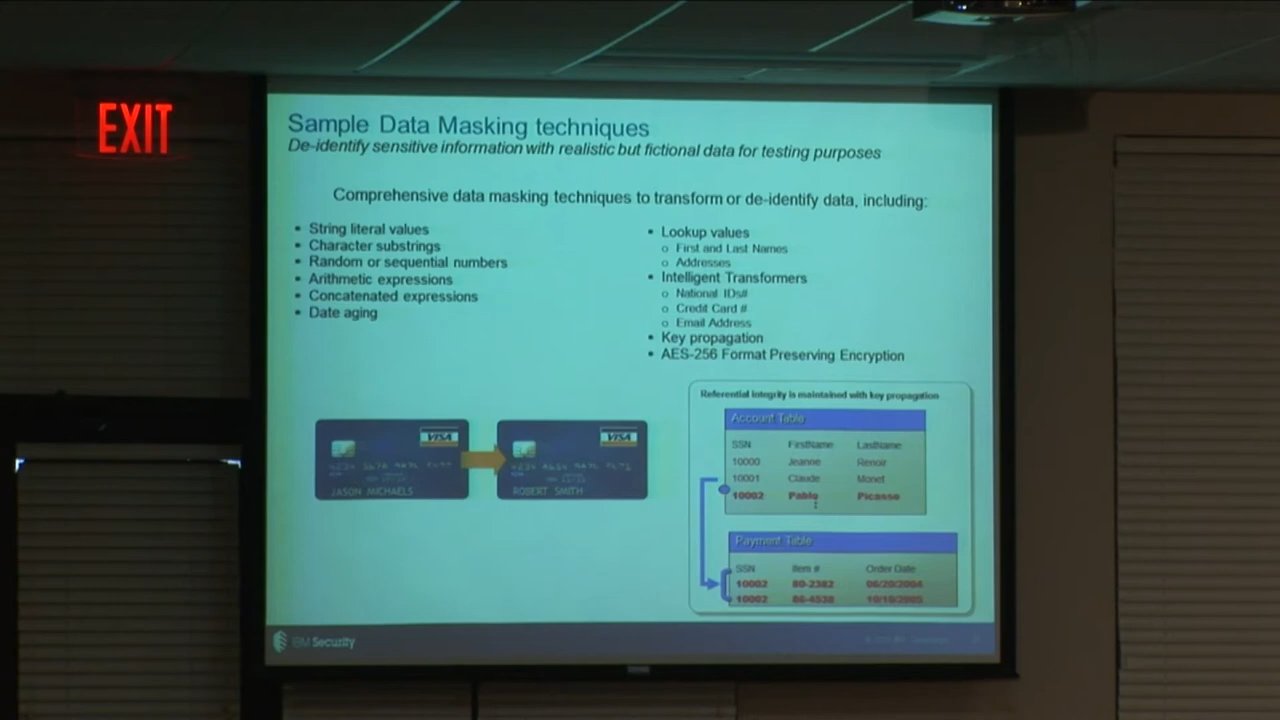 EXIT
Sample Data Masking techniques
De-identify sensitive information with realistic but fictional data for testing purposes
Comprehensive data masking techniques to transform or de-identify data, including:
• String literal values
• Character substrings
• Random or sequential numbers
• Arithmetic expressions
• Concatenated expressions
• Date aging
• Lookup values
o First and Last Names
o Addresses
• Intelligent Transformers
o National IDs#
o Credit Card #
o Email Address
• Key propagation
• AES-256 Format Preserving Encryption
VISA
JASON MICHAELS
VISA
ROBERT SMITH
Referential integrity is maintained with key propagation
Account Table
SSN FirstName LastName
10000 Jeanne Renoir
10001 Claude Monet
10002 Pablo Picasso
Payment Table
SSN Item # Order Date
10002 80-2382 06/20/2004
10002 86-4538 10/10/2005
IBM Security